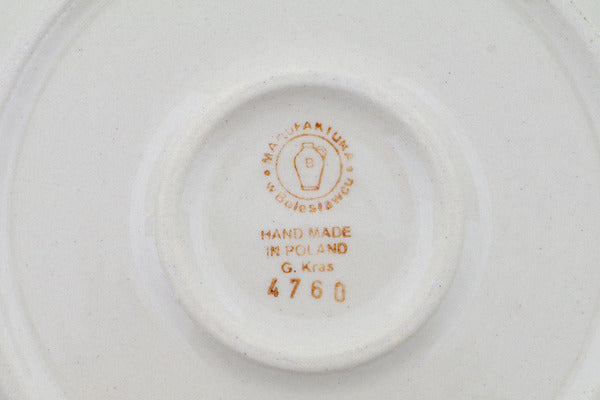 MANUFAKTURA
B
w Bolesławcu
HAND MADE
IN POLAND
G. Kras
4760